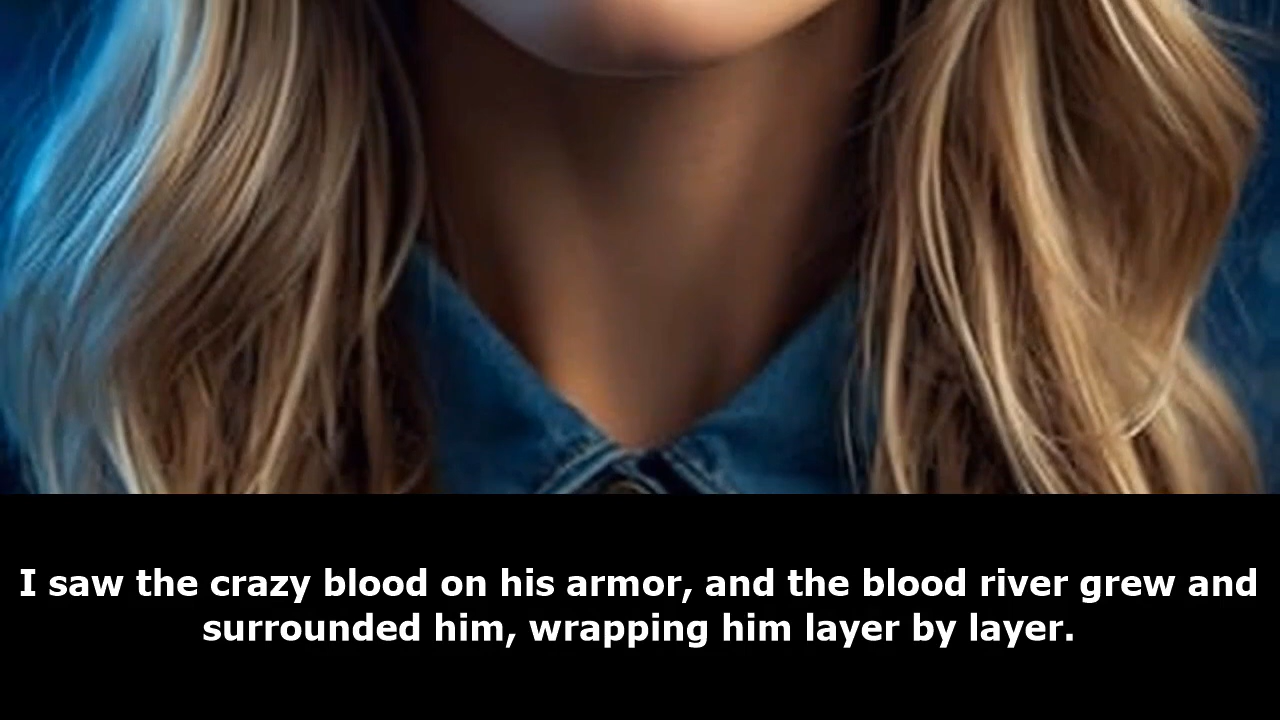 I saw the crazy blood on his armor, and the blood river grew and
surrounded him, wrapping him layer by layer.